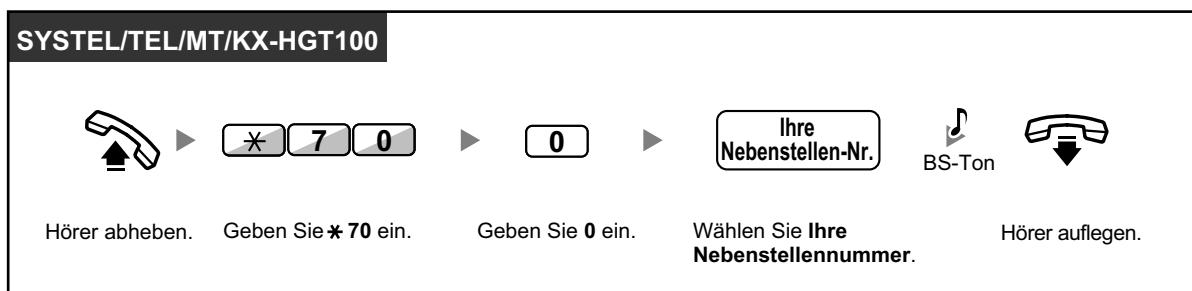 SYSTEL/TEL/MT/KX-HGT100
* 7 0
0
Ihre
Nebenstellen-Nr.
BS-Ton
Hörer abheben.
Geben Sie * 70 ein.
Geben Sie 0 ein.
Wählen Sie Ihre
Nebenstellennummer.
Hörer auflegen.